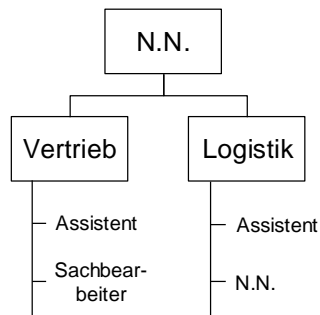 N.N.
Vertrieb
Logistik
Assistent
Sachbear-
beiter
Assistent
N.N.